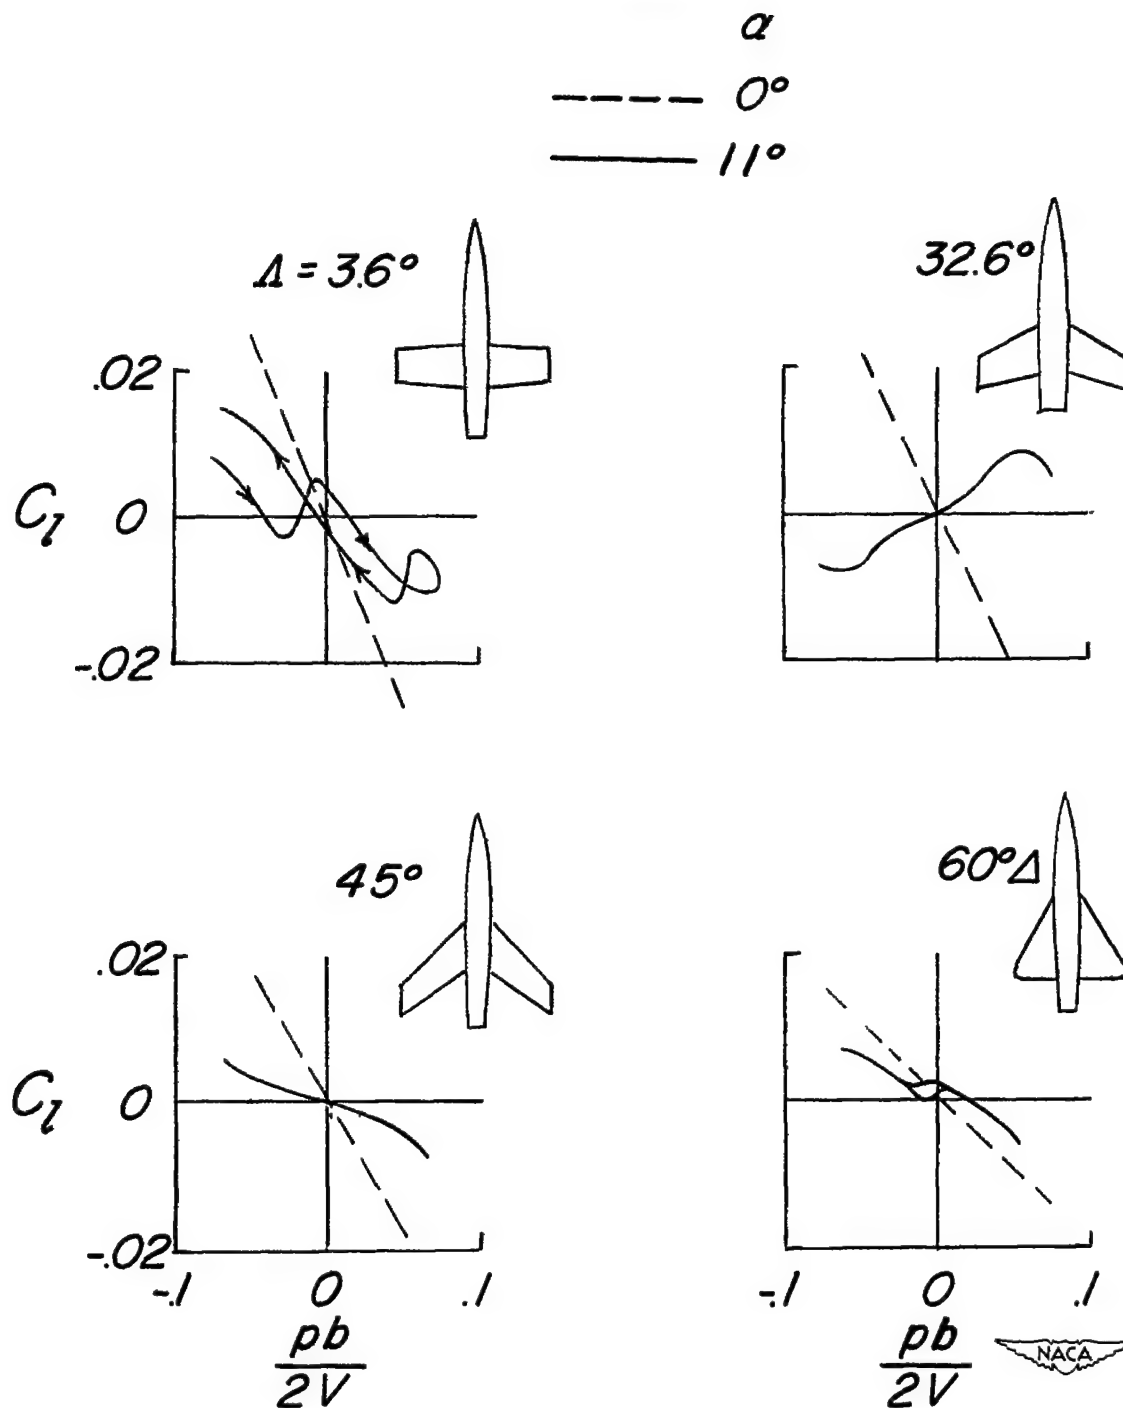 α
0°
11°
Λ = 3.6°
32.6°
.02
C_l 0
-.02
45°
60°Δ
.02
C_l 0
-.02
-.1 0 .1
-.1 0 .1
pb
2V
pb
2V
NACA